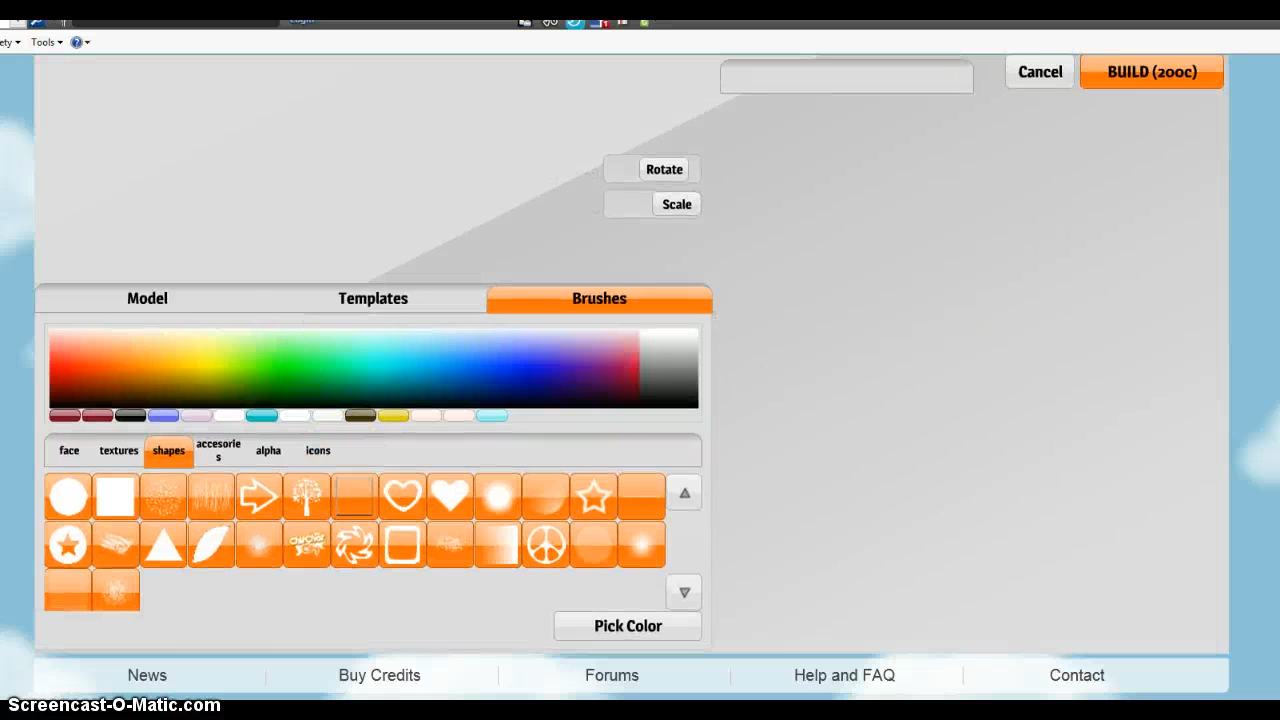 Login
ety
Tools
Cancel
BUILD (200c)
Rotate
Scale
Model
Templates
Brushes
face
textures
shapes
accesorie
s
alpha
icons
Pick Color
News
Buy Credits
Forums
Help and FAQ
Contact
Screencast-O-Matic.com